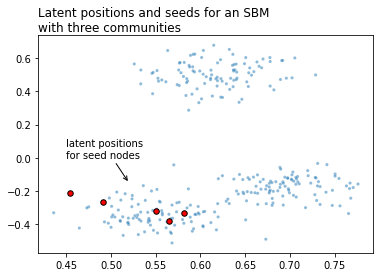 Latent positions and seeds for an SBM
with three communities
0.6
0.4
0.2
latent positions
for seed nodes
0.0
−0.2
−0.4
0.45 0.50 0.55 0.60 0.65 0.70 0.75